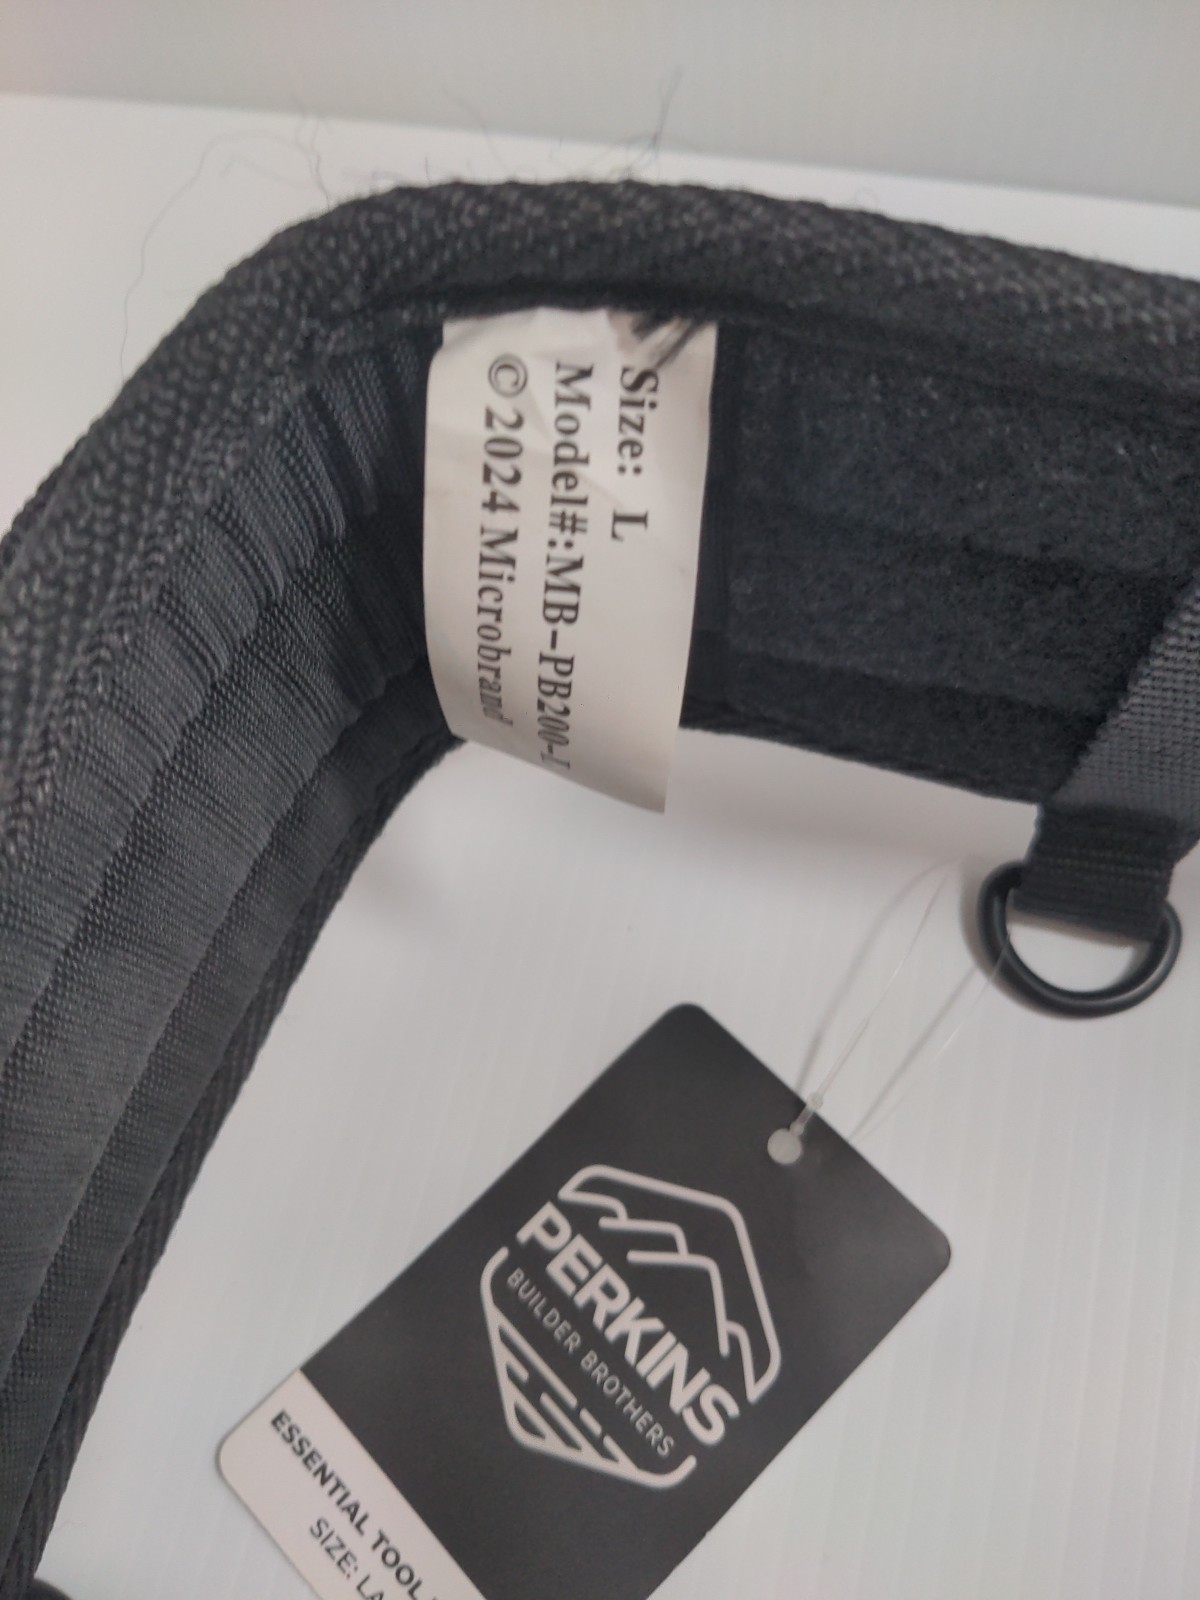 Size: L
Model#:MB-PB200-L
© 2024 Microbrand
PERKINS
BUILDER BROTHERS
ESSENTIAL TOOL
SIZE: